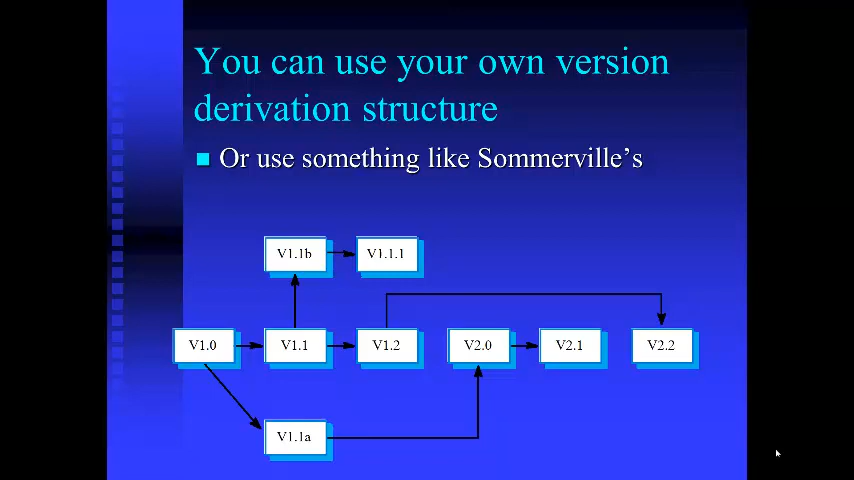 You can use your own version
derivation structure
Or use something like Sommerville's
V1.1b
V1.1.1
V1.0
V1.1
V1.2
V2.0
V2.1
V2.2
V1.1a